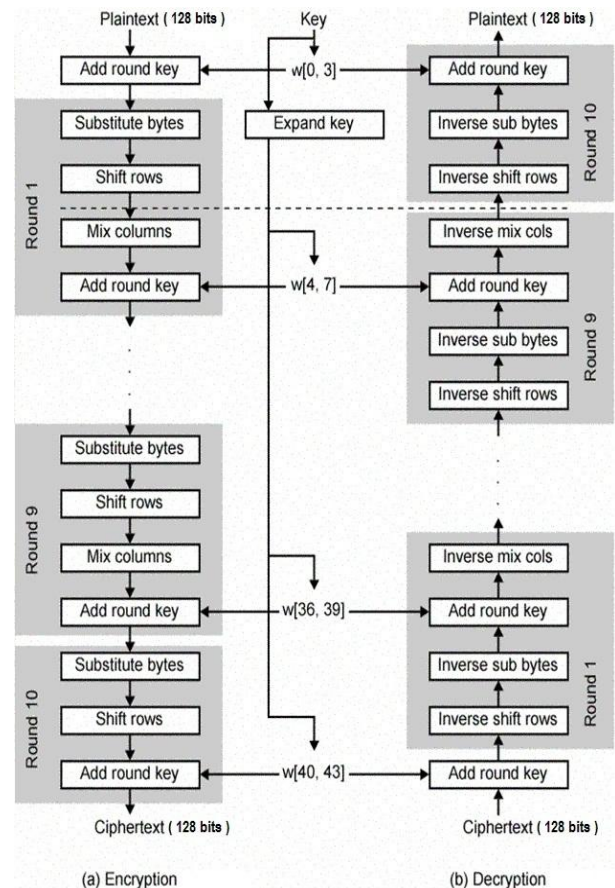 Plaintext ( 128 bits )
Add round key
Round 1
Substitute bytes
Shift rows
Mix columns
Add round key
. . .
Round 9
Substitute bytes
Shift rows
Mix columns
Add round key
Round 10
Substitute bytes
Shift rows
Add round key
Ciphertext ( 128 bits )
(a) Encryption
Key
w[0, 3]
Expand key
w[4, 7]
w[36, 39]
w[40, 43]
Plaintext (128 bits)
Add round key
Round 10
Inverse sub bytes
Inverse shift rows
Inverse mix cols
Round 9
Add round key
Inverse sub bytes
Inverse shift rows
. . .
Inverse mix cols
Add round key
Round 1
Inverse sub bytes
Inverse shift rows
Add round key
Ciphertext (128 bits)
(b) Decryption